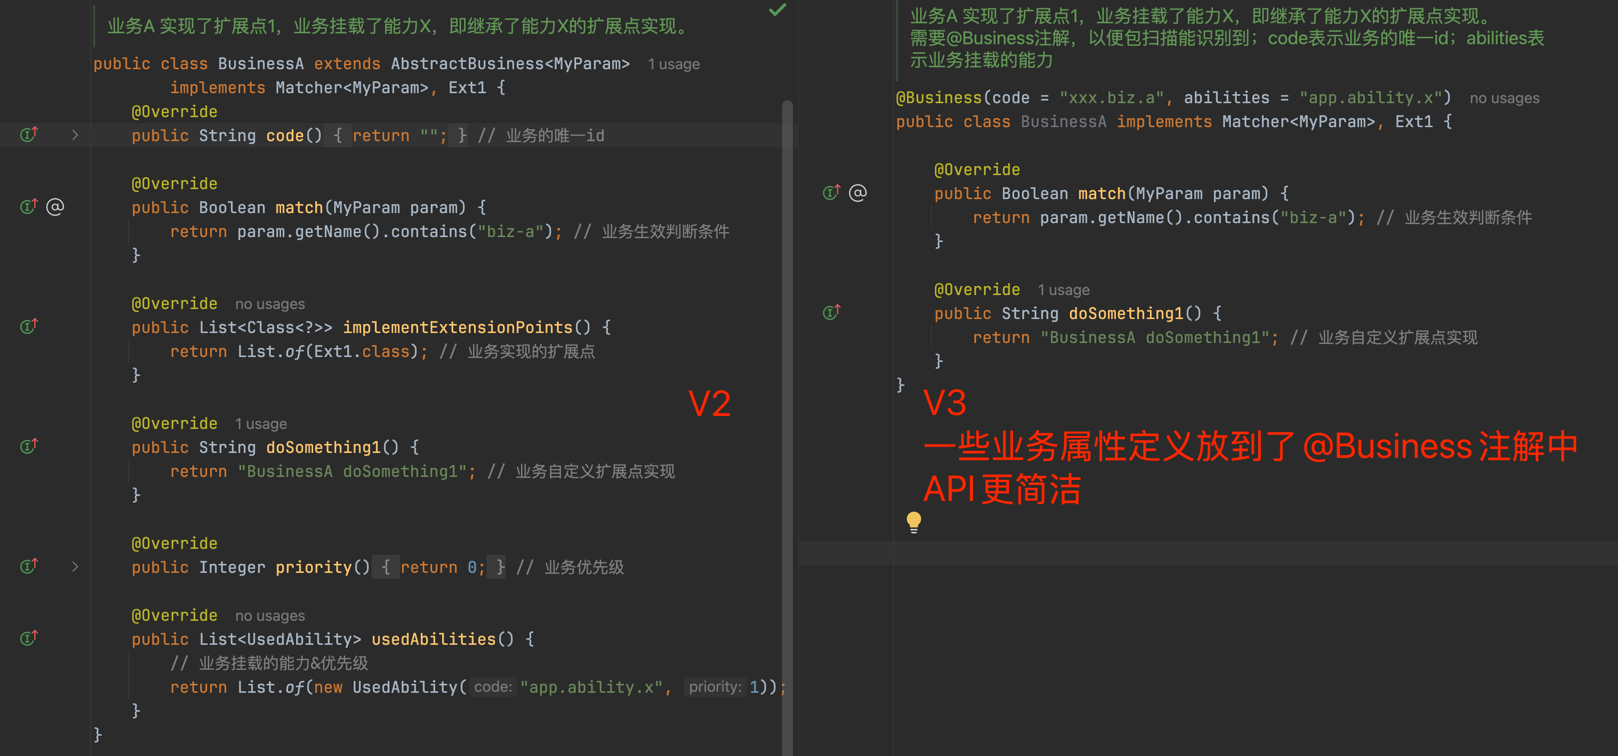 业务A 实现了扩展点1，业务挂载了能力X，即继承了能力X的扩展点实现。
public class BusinessA extends AbstractBusiness<MyParam> 1 usage
implements Matcher<MyParam>, Ext1 {
@Override
public String code() { return ""; } // 业务的唯一id
@Override
public Boolean match(MyParam param) {
return param.getName().contains("biz-a"); // 业务生效判断条件
}
@Override no usages
public List<Class<?>> implementExtensionPoints() {
return List.of(Ext1.class); // 业务实现的扩展点
}
@Override 1 usage
public String doSomething1() {
return "BusinessA doSomething1"; // 业务自定义扩展点实现
}
@Override
public Integer priority() { return 0; } // 业务优先级
@Override no usages
public List<UsedAbility> usedAbilities() {
// 业务挂载的能力&优先级
return List.of(new UsedAbility( code: "app.ability.x", priority: 1));
}
}
V2
业务A 实现了扩展点1，业务挂载了能力X，即继承了能力X的扩展点实现。
需要@Business注解，以便包扫描能识别到；code表示业务的唯一id；abilities表
示业务挂载的能力
@Business(code = "xxx.biz.a", abilities = "app.ability.x") no usages
public class BusinessA implements Matcher<MyParam>, Ext1 {
@Override
public Boolean match(MyParam param) {
return param.getName().contains("biz-a"); // 业务生效判断条件
}
@Override 1 usage
public String doSomething1() {
return "BusinessA doSomething1"; // 业务自定义扩展点实现
}
}
V3
一些业务属性定义放到了 @Business 注解中
API 更简洁